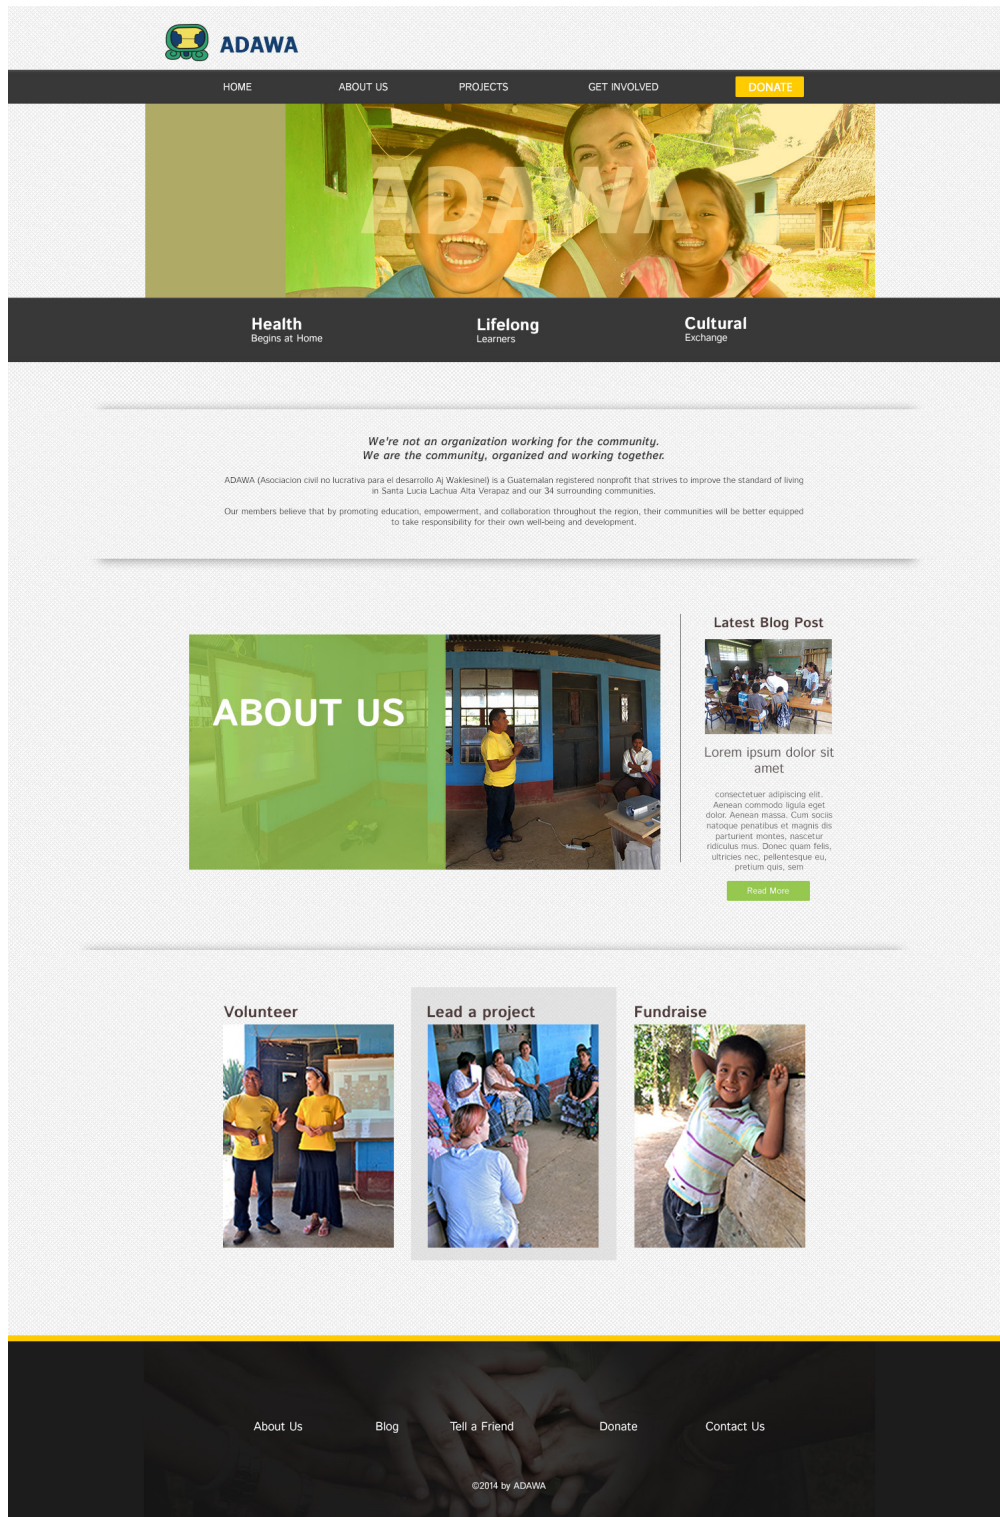 ADAWA
HOME ABOUT US PROJECTS GET INVOLVED DONATE
ADAWA
Health
Begins at Home
Lifelong
Learners
Cultural
Exchange
We're not an organization working for the community.
We are the community, organized and working together.
ADAWA (Asociacion civil no lucrativa para el desarrollo Aj Waklesinel) is a Guatemalan registered nonprofit that strives to improve the standard of living
in Santa Lucia Lachua Alta Verapaz and our 34 surrounding communities.
Our members believe that by promoting education, empowerment, and collaboration throughout the region, their communities will be better equipped
to take responsibility for their own well-being and development.
ABOUT US
Latest Blog Post
Lorem ipsum dolor sit
amet
consectetuer adipiscing elit.
Aenean commodo ligula eget
dolor. Aenean massa. Cum sociis
natoque penatibus et magnis dis
parturient montes, nascetur
ridiculus mus. Donec quam felis,
ultricies nec, pellentesque eu,
pretium quis, sem
Read More
Volunteer
Lead a project
Fundraise
About Us Blog Tell a Friend Donate Contact Us
©2014 by ADAWA